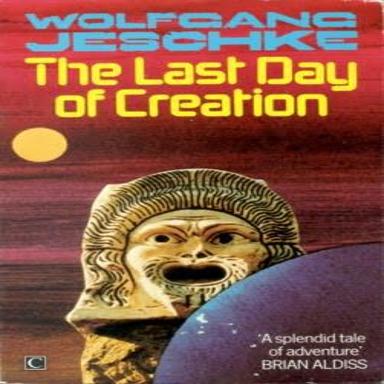 WOLFGANG
JESCHKE
The Last Day
of Creation
'A splendid tale
of adventure'
BRIAN ALDISS
C